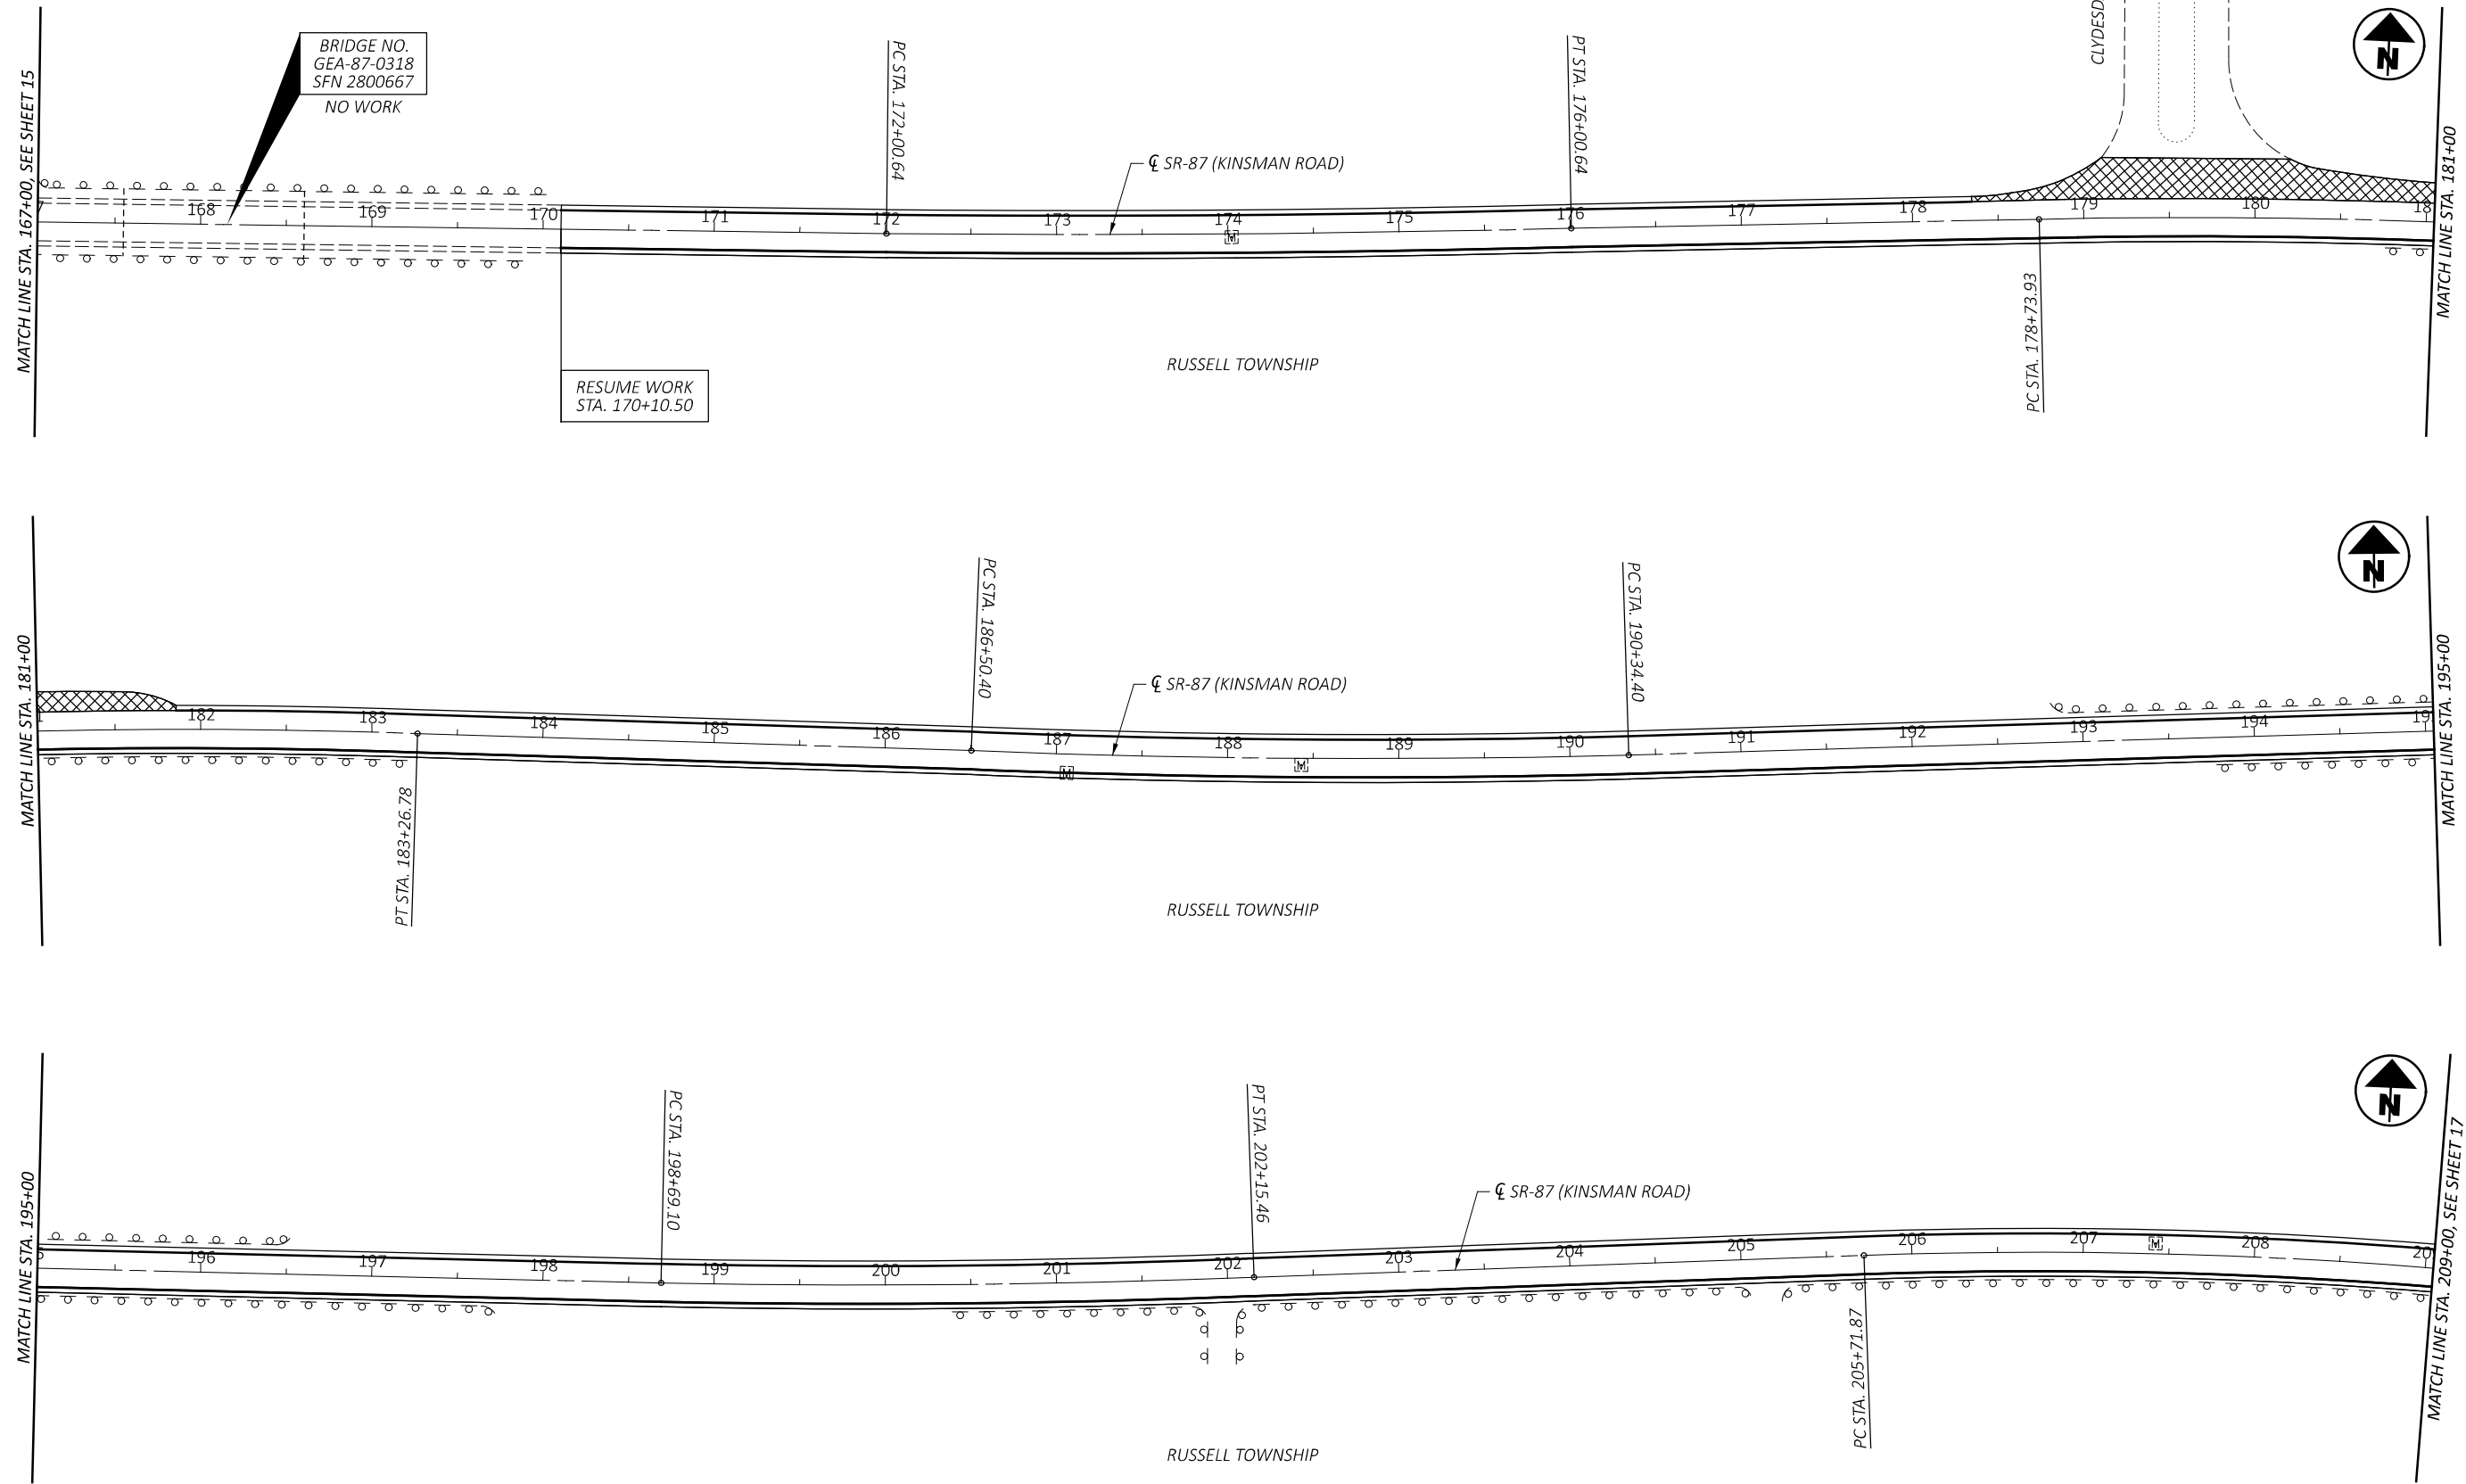 MATCH LINE STA. 167+00, SEE SHEET 15
BRIDGE NO.
GEA-87-0318
SFN 2800667
NO WORK
PC STA. 172+00.64
℄ SR-87 (KINSMAN ROAD)
PT STA. 176+00.64
CLYDESD
N
MATCH LINE STA. 181+00
7
168
169
170
171
172
173
174
175
176
177
178
179
180
18
M
RESUME WORK
STA. 170+10.50
RUSSELL TOWNSHIP
PC STA. 178+73.93
MATCH LINE STA. 181+00
PC STA. 186+50.40
℄ SR-87 (KINSMAN ROAD)
PC STA. 190+34.40
N
MATCH LINE STA. 195+00
1
182
183
184
185
186
187
188
189
190
191
192
193
194
19
M
M
PT STA. 183+26.78
RUSSELL TOWNSHIP
MATCH LINE STA. 195+00
PC STA. 198+69.10
PT STA. 202+15.46
℄ SR-87 (KINSMAN ROAD)
N
MATCH LINE STA. 209+00, SEE SHEET 17
5
196
197
198
199
200
201
202
203
204
205
206
207
208
20
M
PC STA. 205+71.87
RUSSELL TOWNSHIP